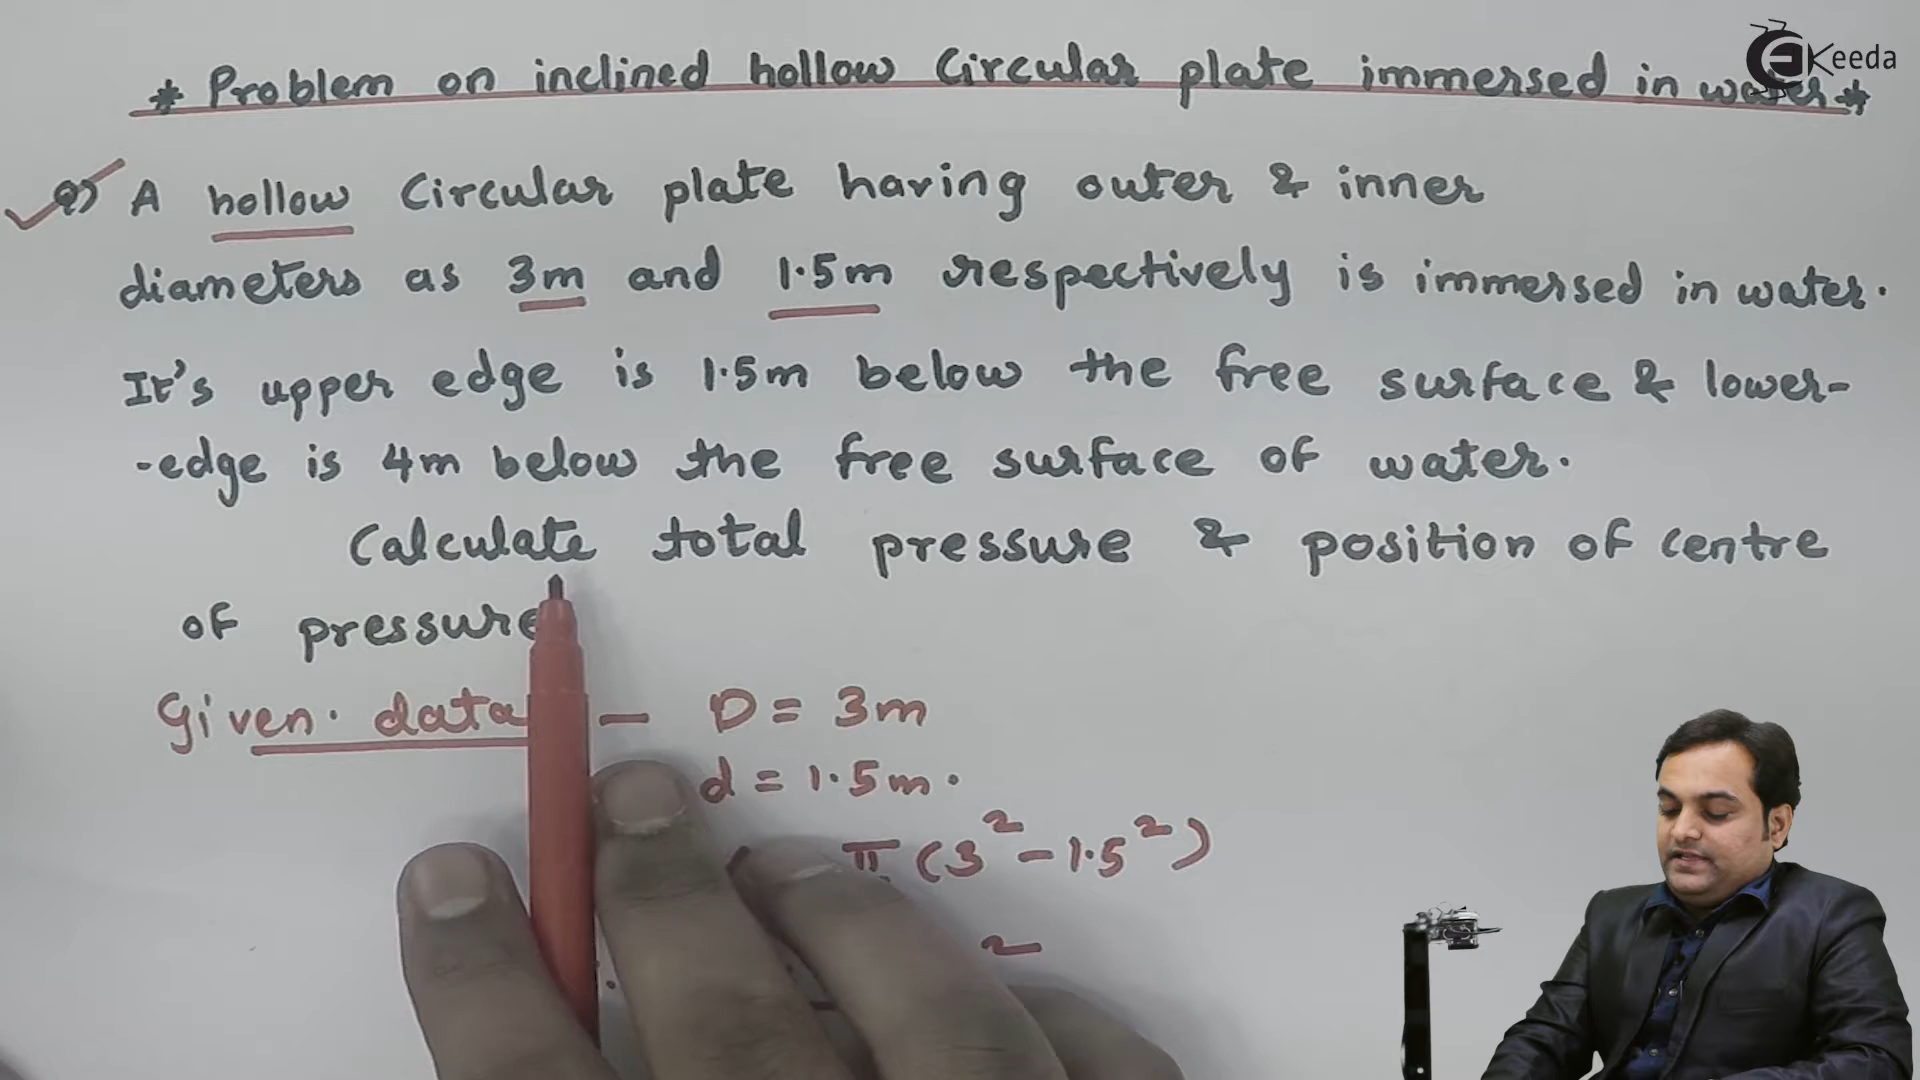 Keeda
* Problem on inclined hollow Circular plate immersed in water *
Q) A hollow Circular plate having outer & inner
diameters as 3m and 1.5m respectively is immersed in water.
It's upper edge is 1.5m below the free surface & lower-
-edge is 4m below the free surface of water.
Calculate total pressure & position of centre
of pressure
Given data — D = 3m
d = 1.5m.
π (3² - 1.5²)
2